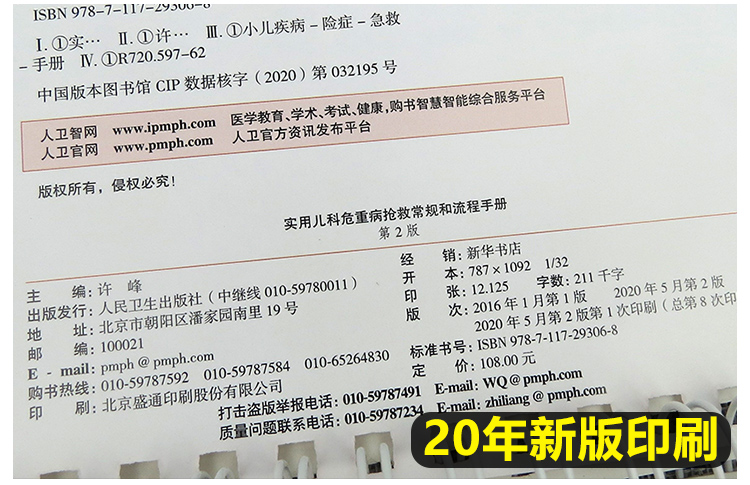 ISBN 978-7-117-29306-8
Ⅰ. ①实… Ⅱ. ①许… Ⅲ. ①小儿疾病－险症－急救
－手册 Ⅳ. ①R720.597-62
中国版本图书馆 CIP 数据核字（2020）第 032195 号
人卫智网 www.ipmph.com 医学教育、学术、考试、健康，购书智慧智能综合服务平台
人卫官网 www.pmph.com 人卫官方资讯发布平台
版权所有，侵权必究！
实用儿科危重病抢救常规和流程手册
第 2 版
主 编：许 峰
出版发行：人民卫生出版社（中继线 010-59780011）
地 址：北京市朝阳区潘家园南里 19 号
邮 编：100021
E - mail：pmph @ pmph.com
购书热线：010-59787592 010-59787584 010-65264830
印 刷：北京盛通印刷股份有限公司
经 销：新华书店
开 本：787 × 1092 1/32
印 张：12.125 字数：211 千字
版 次：2016 年 1 月第 1 版 2020 年 5 月第 2 版
2020 年 5 月第 2 版第 1 次印刷（总第 8 次印
标准书号：ISBN 978-7-117-29306-8
定 价：108.00 元
打击盗版举报电话：010-59787491 E-mail: WQ @ pmph.com
质量问题联系电话：010-59787234 E-mail: zhiliang @ pmph.com
20年新版印刷